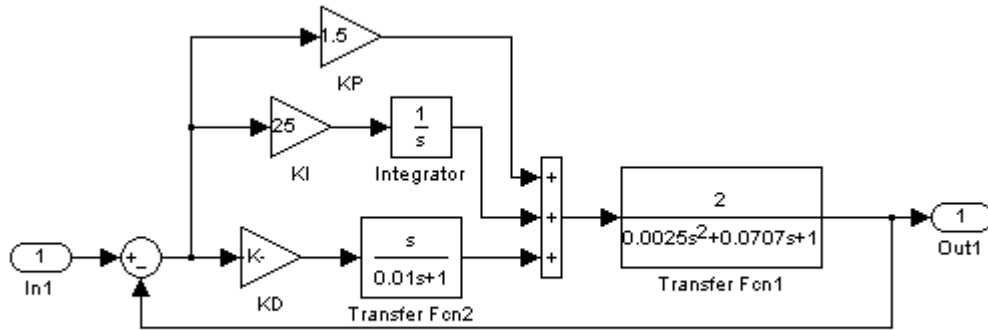 1.5
KP
25
KI
1
s
Integrator
1
In1
+
−
K-
KD
s
0.01s+1
Transfer Fcn2
+
+
+
2
0.0025s²+0.0707s+1
Transfer Fcn1
1
Out1